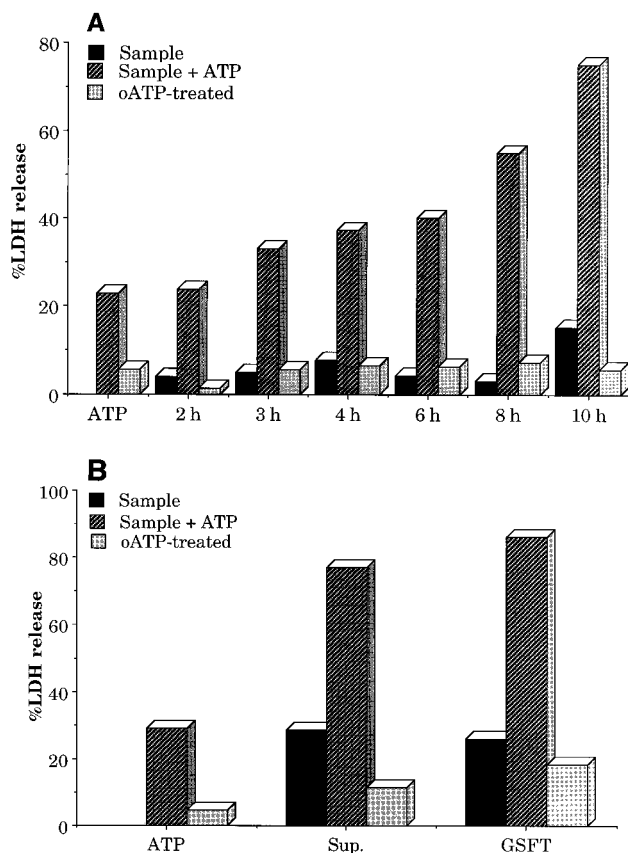 A
80
60
40
20
0
%LDH release
Sample
Sample + ATP
oATP-treated
ATP 2 h 3 h 4 h 6 h 8 h 10 h
B
100
80
60
40
20
0
%LDH release
Sample
Sample + ATP
oATP-treated
ATP Sup. GSFT